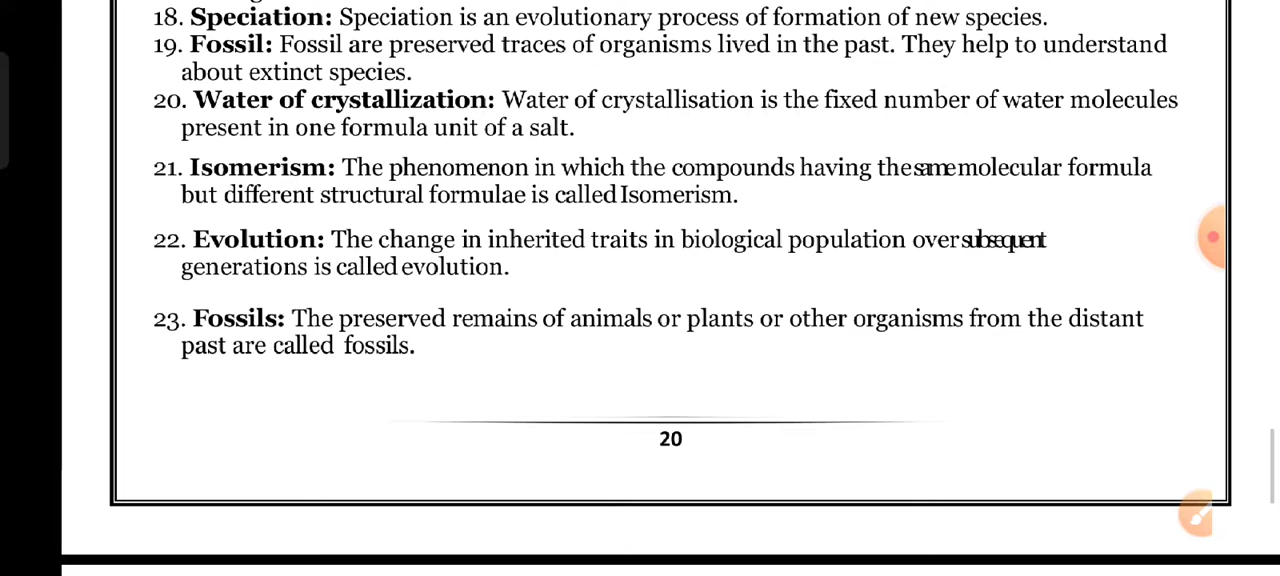 18. Speciation: Speciation is an evolutionary process of formation of new species.
19. Fossil: Fossil are preserved traces of organisms lived in the past. They help to understand
about extinct species.
20. Water of crystallization: Water of crystallisation is the fixed number of water molecules
present in one formula unit of a salt.
21. Isomerism: The phenomenon in which the compounds having the same molecular formula
but different structural formulae is called Isomerism.
22. Evolution: The change in inherited traits in biological population over subsequent
generations is called evolution.
23. Fossils: The preserved remains of animals or plants or other organisms from the distant
past are called fossils.
20